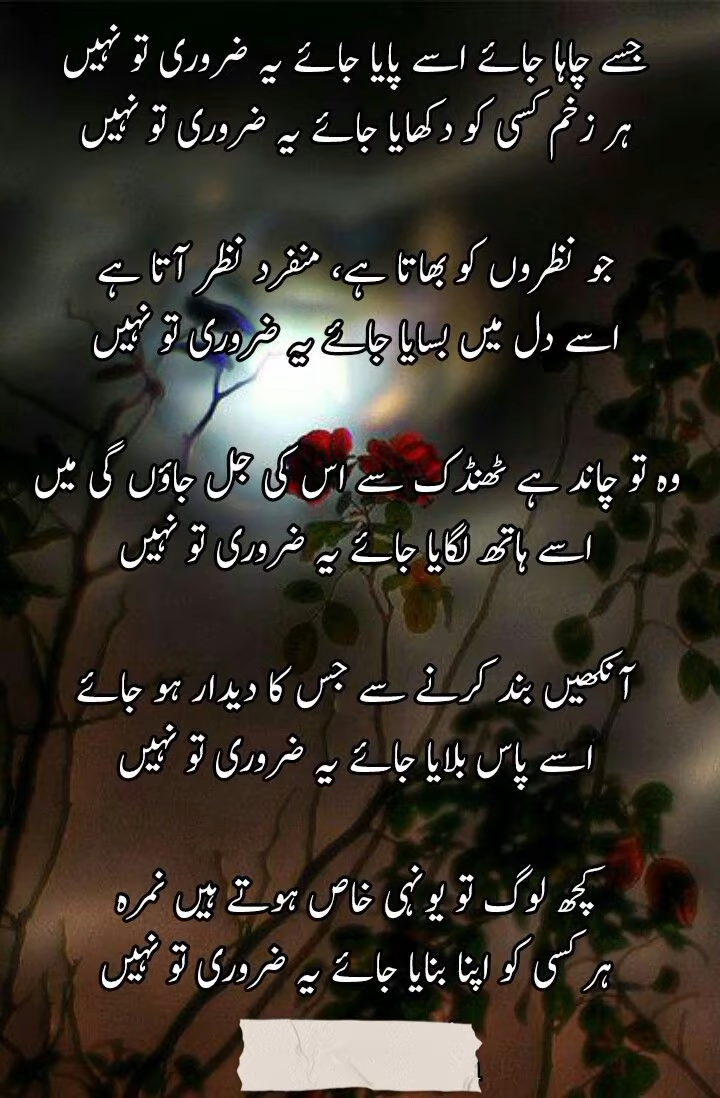 جسے چاہا جائے اسے پایا جائے یہ ضروری تو نہیں
ہر زخم کسی کو دکھایا جائے یہ ضروری تو نہیں
جو نظروں کو بھاتا ہے، منفرد نظر آتا ہے
اسے دل میں بسایا جائے یہ ضروری تو نہیں
وہ تو چاند ہے ٹھنڈک سے اس کی جل جاؤں گی میں
اسے ہاتھ لگایا جائے یہ ضروری تو نہیں
آنکھیں بند کرنے سے جس کا دیدار ہو جائے
اسے پاس بلایا جائے یہ ضروری تو نہیں
کچھ لوگ تو یونہی خاص ہوتے ہیں نمرہ
ہر کسی کو اپنا بنایا جائے یہ ضروری تو نہیں